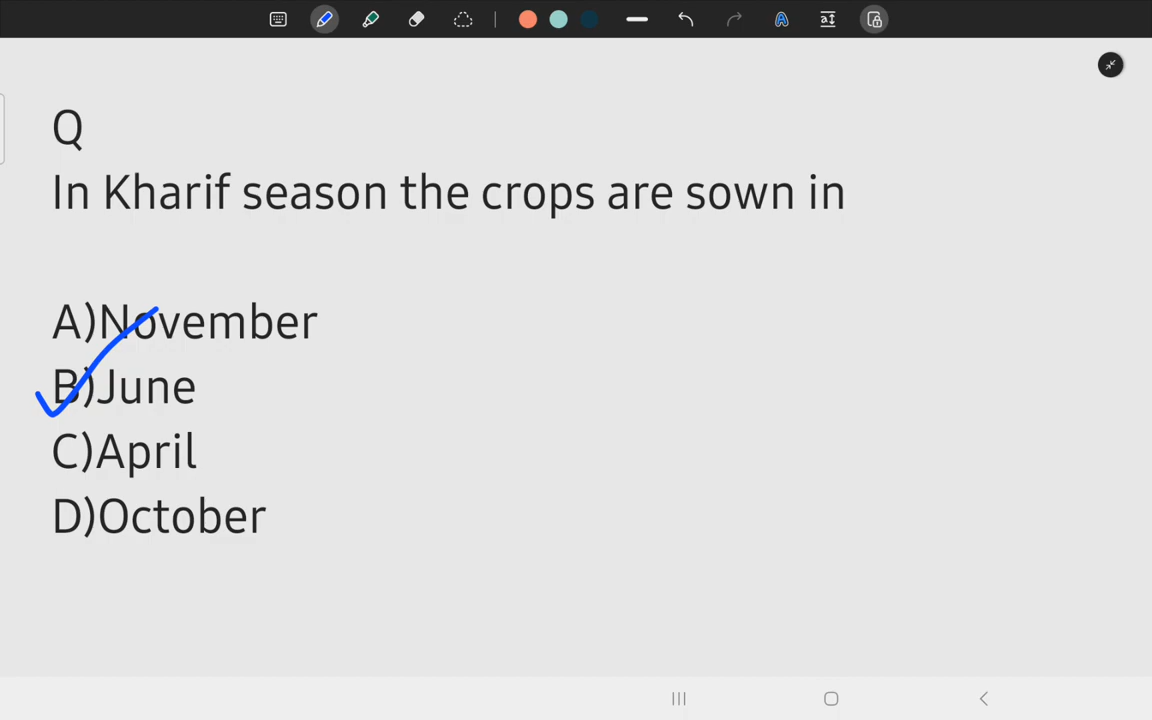 Q
In Kharif season the crops are sown in
A)November
B)June
C)April
D)October